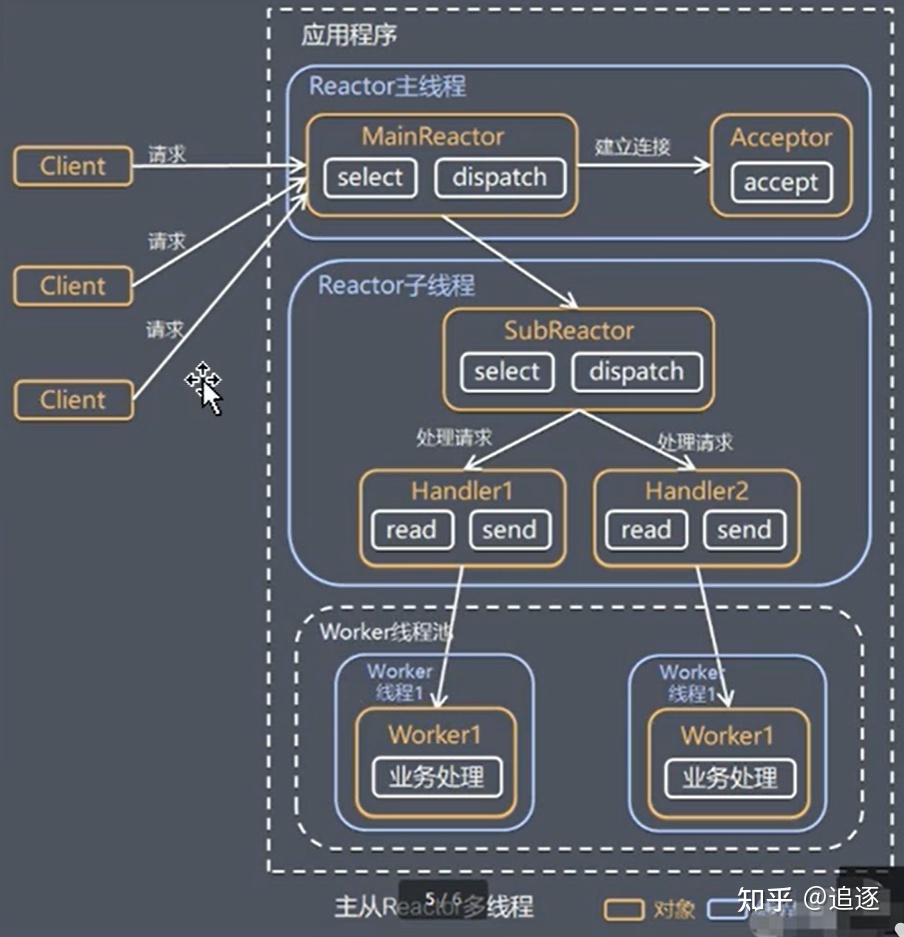 应用程序
Reactor主线程
MainReactor
select
dispatch
建立连接
Acceptor
accept
Client
请求
Client
请求
Client
请求
Reactor子线程
SubReactor
select
dispatch
处理请求
处理请求
Handler1
read
send
Handler2
read
send
Worker线程池
Worker
线程1
Worker1
业务处理
Worker
线程1
Worker1
业务处理
主从Reactor多线程
5 / 6
对象
知乎 @追逐